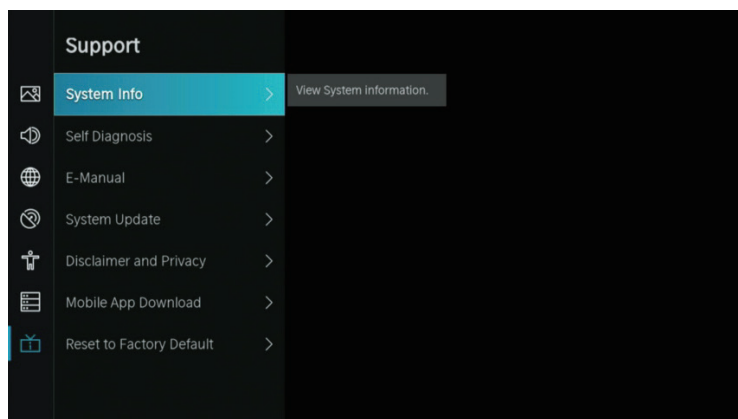 Support
System Info
View System information.
Self Diagnosis
E-Manual
System Update
Disclaimer and Privacy
Mobile App Download
Reset to Factory Default